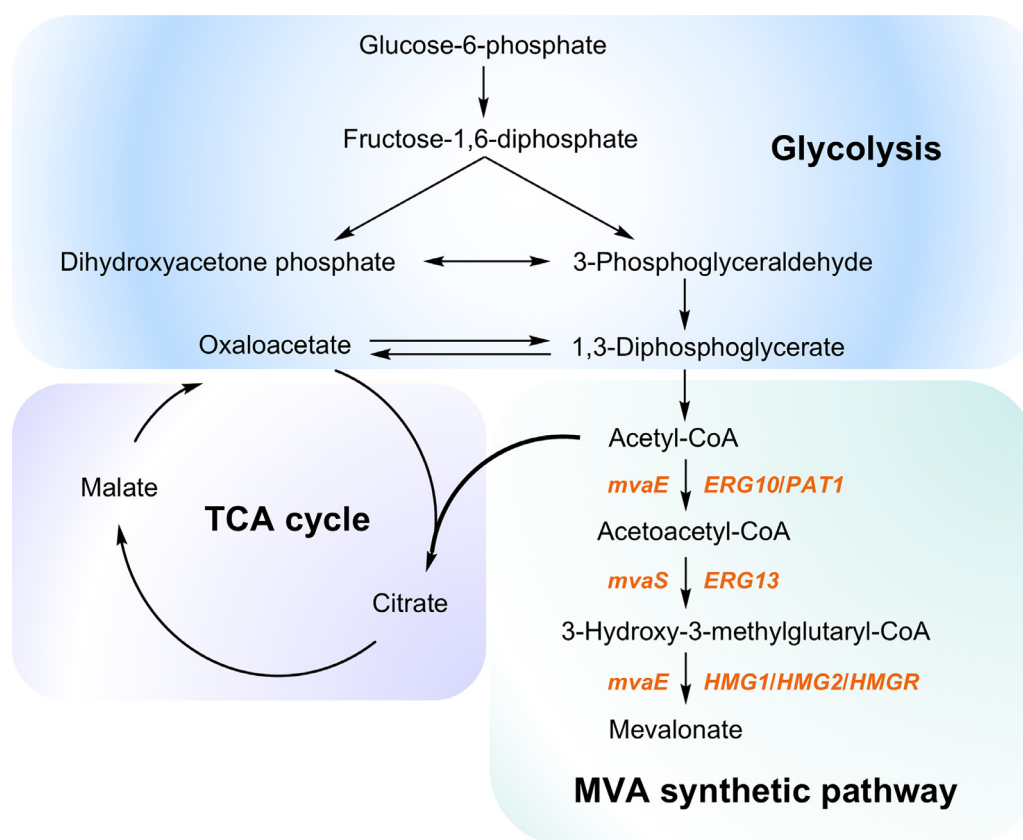 Glucose-6-phosphate
Fructose-1,6-diphosphate
Glycolysis
Dihydroxyacetone phosphate
3-Phosphoglyceraldehyde
Oxaloacetate
1,3-Diphosphoglycerate
Acetyl-CoA
mvaE
ERG10/PAT1
Malate
TCA cycle
Acetoacetyl-CoA
mvaS
ERG13
Citrate
3-Hydroxy-3-methylglutaryl-CoA
mvaE
HMG1/HMG2/HMGR
Mevalonate
MVA synthetic pathway